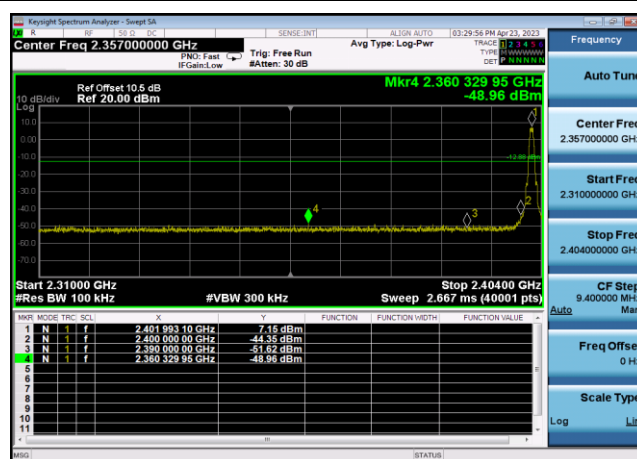 Keysight Spectrum Analyzer - Swept SA
R RF 50 Ω DC SENSE:INT ALIGN AUTO 03:29:56 PM Apr 23, 2023
Center Freq 2.357000000 GHz
PNO: Fast
IFGain:Low
Trig: Free Run
#Atten: 30 dB
Avg Type: Log-Pwr
TRACE 1 2 3 4 5 6
TYPE M
DET P N N N N N
Ref Offset 10.5 dB
10 dB/div Ref 20.00 dBm
Log
Mkr4 2.360 329 95 GHz
-48.96 dBm
10.0
0.00
-10.0
-20.0
-30.0
-40.0
-50.0
-60.0
-70.0
1
2
3
4
Start 2.31000 GHz Stop 2.40400 GHz
#Res BW 100 kHz #VBW 300 kHz Sweep 2.667 ms (40001 pts)
MKR MODE TRC SCL X Y FUNCTION FUNCTION WIDTH FUNCTION VALUE
1 N 1 f 2.401 993 10 GHz 7.15 dBm
2 N 1 f 2.400 000 00 GHz -44.35 dBm
3 N 1 f 2.390 000 00 GHz -51.62 dBm
4 N 1 f 2.360 329 95 GHz -48.96 dBm
5
6
7
8
9
10
11
MSG STATUS
Frequency
Auto Tune
Center Freq
2.357000000 GHz
Start Freq
2.310000000 GHz
Stop Freq
2.404000000 GHz
CF Step
9.400000 MHz
Auto Man
Freq Offset
0 Hz
Scale Type
Log Lin